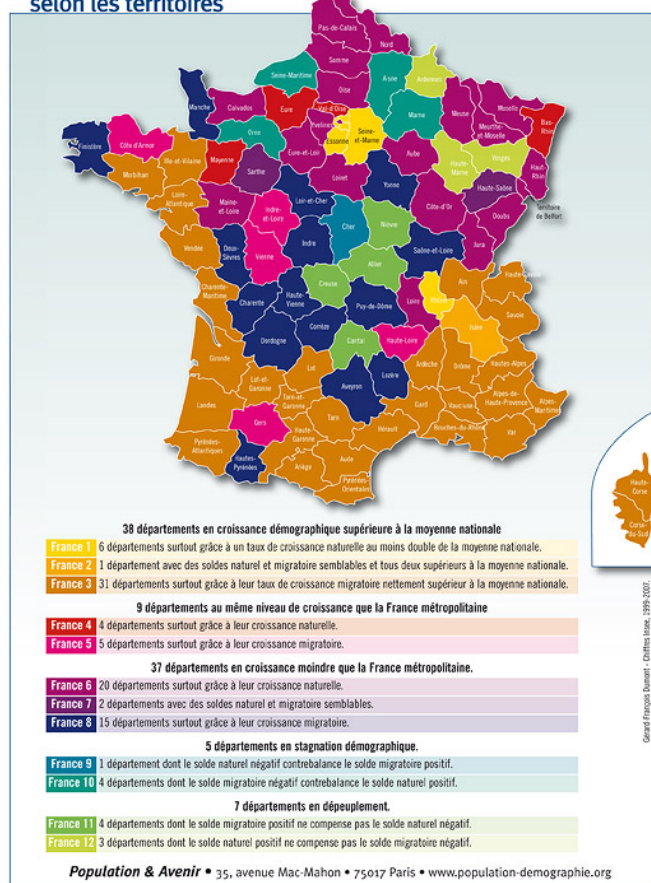 selon les territoires
Pas-de-Calais
Nord
Somme
Seine-Maritime
Aisne
Ardennes
Oise
Manche
Calvados
Eure
Val-d'Oise
Yvelines
Essonne
Seine-et-Marne
Marne
Meuse
Moselle
Meurthe-et-Moselle
Bas-Rhin
Finistère
Côte d'Armor
Orne
Eure-et-Loir
Aube
Haute-Marne
Vosges
Haut-Rhin
Ille-et-Vilaine
Mayenne
Sarthe
Morbihan
Loiret
Yonne
Haute-Saône
Territoire de Belfort
Loire-Atlantique
Maine-et-Loire
Indre-et-Loire
Loir-et-Cher
Cher
Nièvre
Côte-d'Or
Doubs
Vendée
Deux-Sèvres
Vienne
Indre
Saône-et-Loire
Jura
Allier
Creuse
Charente-Maritime
Charente
Haute-Vienne
Puy-de-Dôme
Loire
Rhône
Ain
Haute-Savoie
Savoie
Isère
Corrèze
Dordogne
Cantal
Haute-Loire
Gironde
Lot
Lot-et-Garonne
Aveyron
Lozère
Ardèche
Drôme
Hautes-Alpes
Landes
Tarn-et-Garonne
Gers
Tarn
Gard
Vaucluse
Alpes-de-Haute-Provence
Alpes-Maritimes
Haute-Garonne
Hérault
Bouches-du-Rhône
Var
Pyrénées-Atlantiques
Hautes-Pyrénées
Ariège
Aude
Pyrénées-Orientales
Haute-Corse
Corse-du-Sud
38 départements en croissance démographique supérieure à la moyenne nationale
France 1 6 départements surtout grâce à un taux de croissance naturelle au moins double de la moyenne nationale.
France 2 1 département avec des soldes naturel et migratoire semblables et tous deux supérieurs à la moyenne nationale.
France 3 31 départements surtout grâce à leur taux de croissance migratoire nettement supérieur à la moyenne nationale.
9 départements au même niveau de croissance que la France métropolitaine
France 4 4 départements surtout grâce à leur croissance naturelle.
France 5 5 départements surtout grâce à leur croissance migratoire.
37 départements en croissance moindre que la France métropolitaine.
France 6 20 départements surtout grâce à leur croissance naturelle.
France 7 2 départements avec des soldes naturel et migratoire semblables.
France 8 15 départements surtout grâce à leur croissance migratoire.
5 départements en stagnation démographique.
France 9 1 département dont le solde naturel négatif contrebalance le solde migratoire positif.
France 10 4 départements dont le solde migratoire négatif contrebalance le solde naturel positif.
7 départements en dépeuplement.
France 11 4 départements dont le solde migratoire positif ne compense pas le solde naturel négatif.
France 12 3 départements dont le solde naturel positif ne compense pas le solde migratoire négatif.
Gérard-François Dumont - Chiffres Insee, 1999-2007.
Population & Avenir • 35, avenue Mac-Mahon • 75017 Paris • www.population-demographie.org